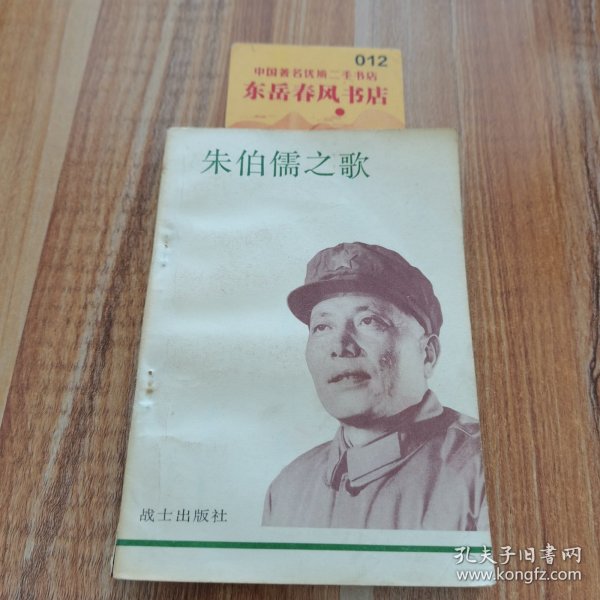 012
中国著名优质二手书店
东岳春风书店
朱伯儒之歌
战士出版社
孔夫子旧书网
www.kongfz.com